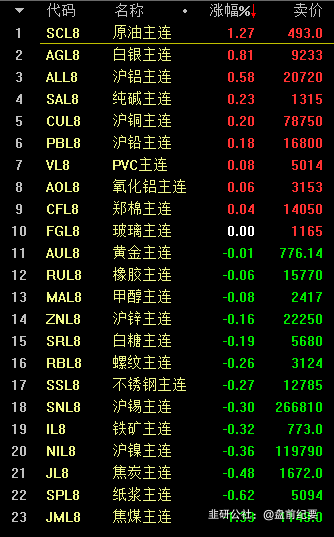 代码 名称 • 涨幅%↓ 卖价
1 SCL8 原油主连 1.27 493.0
2 AGL8 白银主连 0.81 9233
3 ALL8 沪铝主连 0.58 20720
4 SAL8 纯碱主连 0.23 1315
5 CUL8 沪铜主连 0.20 78750
6 PBL8 沪铅主连 0.18 16800
7 VL8 PVC主连 0.08 5014
8 AOL8 氧化铝主连 0.06 3153
9 CFL8 郑棉主连 0.04 14050
10 FGL8 玻璃主连 0.00 1165
11 AUL8 黄金主连 -0.01 776.14
12 RUL8 橡胶主连 -0.06 15770
13 MAL8 甲醇主连 -0.08 2417
14 ZNL8 沪锌主连 -0.16 22250
15 SRL8 白糖主连 -0.19 5680
16 RBL8 螺纹主连 -0.26 3124
17 SSL8 不锈钢主连 -0.27 12785
18 SNL8 沪锡主连 -0.30 266810
19 IL8 铁矿主连 -0.32 773.0
20 NIL8 沪镍主连 -0.36 119790
21 JL8 焦炭主连 -0.48 1672.0
22 SPL8 纸浆主连 -0.62 5094
23 JML8 焦煤主连
韭研公社：@盘前纪要